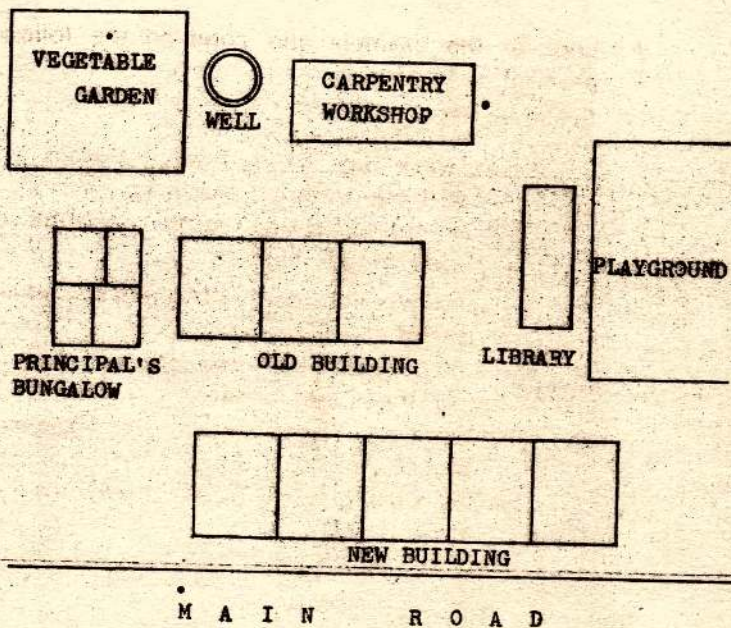 VEGETABLE
GARDEN
WELL
CARPENTRY
WORKSHOP
PLAYGROUND
PRINCIPAL'S
BUNGALOW
OLD BUILDING
LIBRARY
NEW BUILDING
MAIN ROAD